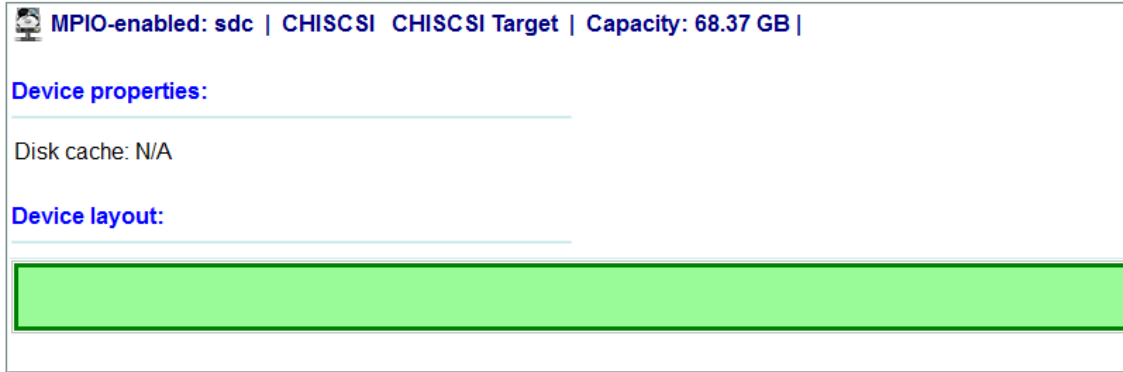 MPIO-enabled: sdc | CHISCSI CHISCSI Target | Capacity: 68.37 GB |
Device properties:
Disk cache: N/A
Device layout: